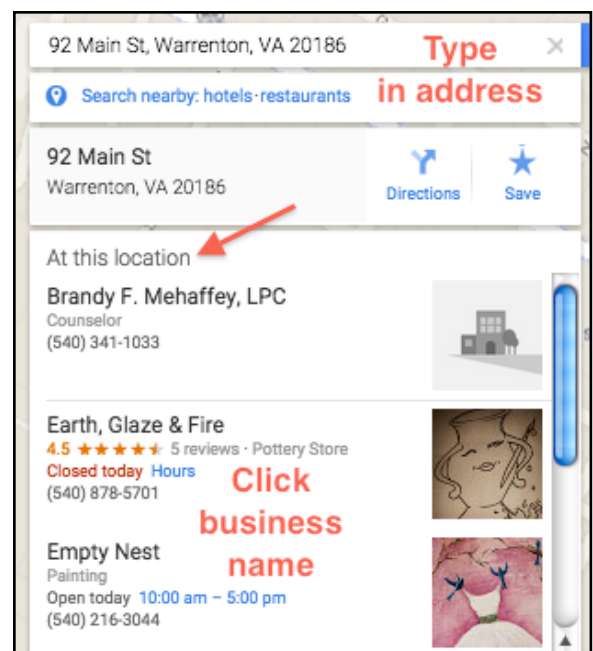 92 Main St, Warrenton, VA 20186
Type
in address
Search nearby: hotels · restaurants
92 Main St
Warrenton, VA 20186
Directions
Save
At this location
Brandy F. Mehaffey, LPC
Counselor
(540) 341-1033
Earth, Glaze & Fire
4.5 ★★★★★ 5 reviews · Pottery Store
Closed today Hours
(540) 878-5701
Click
business
name
Empty Nest
Painting
Open today 10:00 am – 5:00 pm
(540) 216-3044